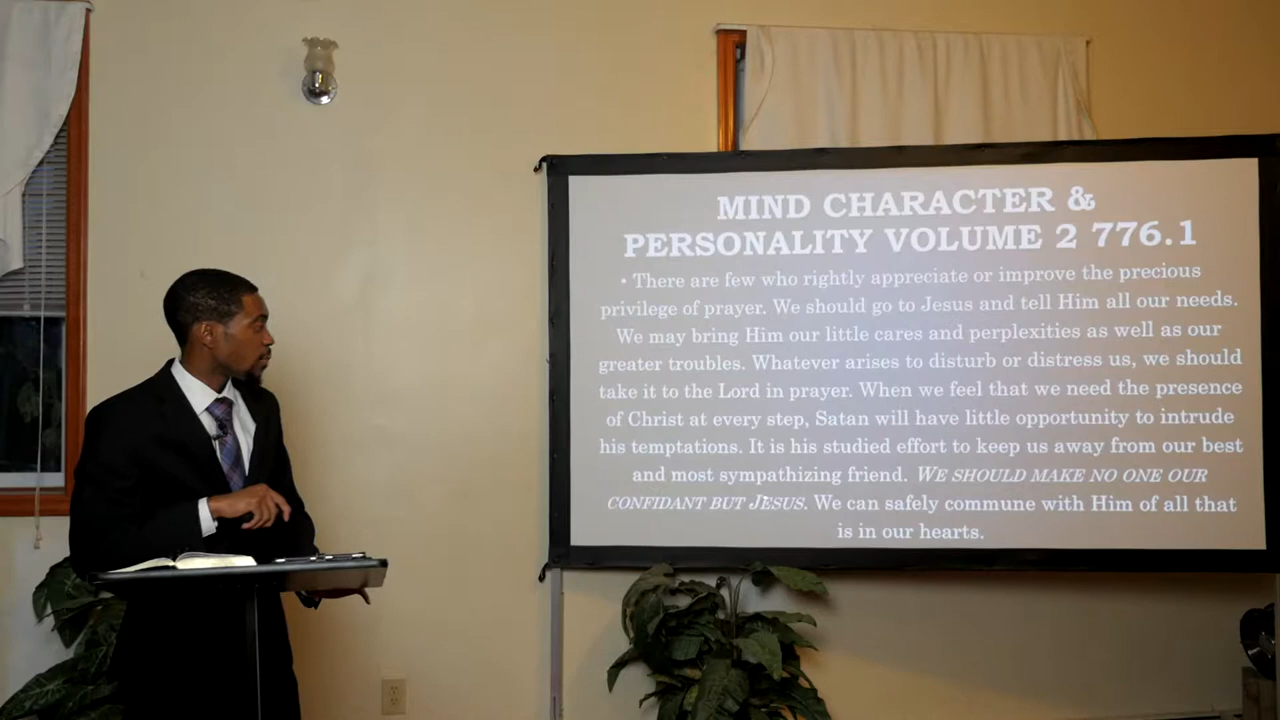 MIND CHARACTER &
PERSONALITY VOLUME 2 776.1
• There are few who rightly appreciate or improve the precious
privilege of prayer. We should go to Jesus and tell Him all our needs.
We may bring Him our little cares and perplexities as well as our
greater troubles. Whatever arises to disturb or distress us, we should
take it to the Lord in prayer. When we feel that we need the presence
of Christ at every step, Satan will have little opportunity to intrude
his temptations. It is his studied effort to keep us away from our best
and most sympathizing friend. WE SHOULD MAKE NO ONE OUR
CONFIDANT BUT JESUS. We can safely commune with Him of all that
is in our hearts.